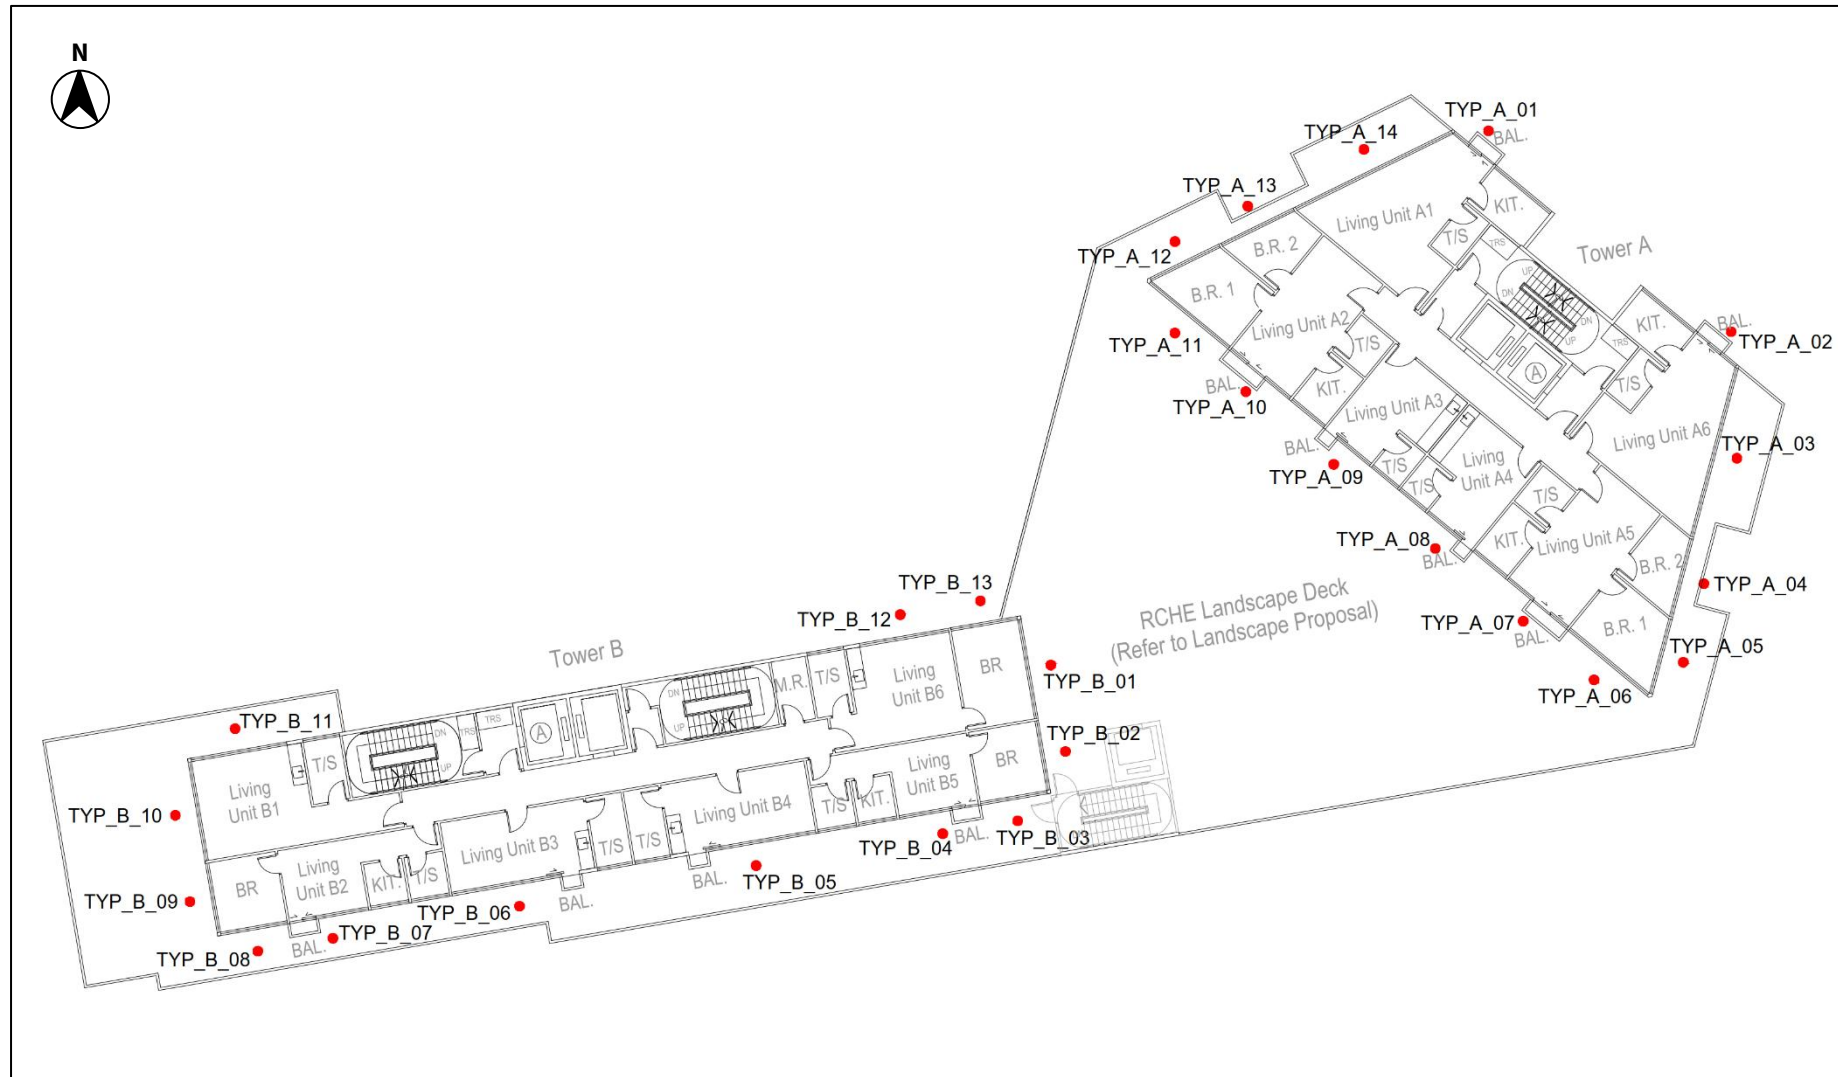 N
TYP_A_01
BAL.
TYP_A_14
TYP_A_13
KIT.
Living Unit A1
T/S
TRS
Tower A
TYP_A_12
B.R. 2
B.R. 1
UP
DN
DN
UP
TRS
A
Living Unit A2
T/S
KIT.
TYP_A_11
BAL.
TYP_A_10
KIT.
BAL.
TYP_A_02
T/S
Living Unit A3
Living Unit A6
TYP_A_03
BAL.
TYP_A_09
T/S
T/S
Living
Unit A4
T/S
TYP_A_08
BAL.
KIT.
Living Unit A5
B.R. 2
TYP_A_04
B.R. 1
TYP_A_07
BAL.
TYP_A_05
TYP_A_06
RCHE Landscape Deck
(Refer to Landscape Proposal)
TYP_B_13
TYP_B_12
Tower B
DN
UP
M.R.
T/S
Living
Unit B6
BR
TYP_B_01
TYP_B_02
TYP_B_11
T/S
DN
UP
TRS
TRS
A
Living
Unit B1
TYP_B_10
Living Unit B4
T/S
KIT.
Living
Unit B5
BR
TYP_B_03
BAL.
TYP_B_04
Living Unit B3
T/S
T/S
BAL.
TYP_B_05
BR
Living
Unit B2
KIT.
T/S
TYP_B_09
TYP_B_06
BAL.
TYP_B_07
BAL.
TYP_B_08